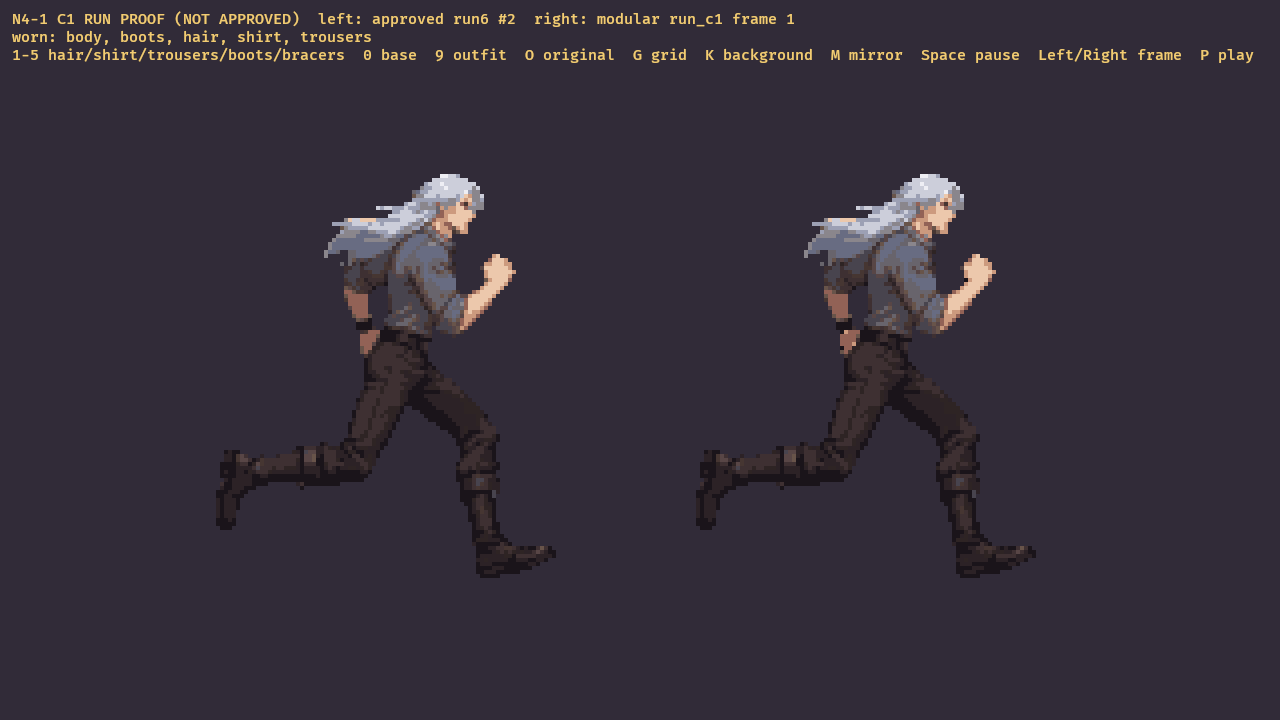 N4-1 C1 RUN PROOF (NOT APPROVED)  left: approved run6 #2  right: modular run_c1 frame 1
worn: body, boots, hair, shirt, trousers
1-5 hair/shirt/trousers/boots/bracers  0 base  9 outfit  O original  G grid  K background  M mirror  Space pause  Left/Right frame  P play